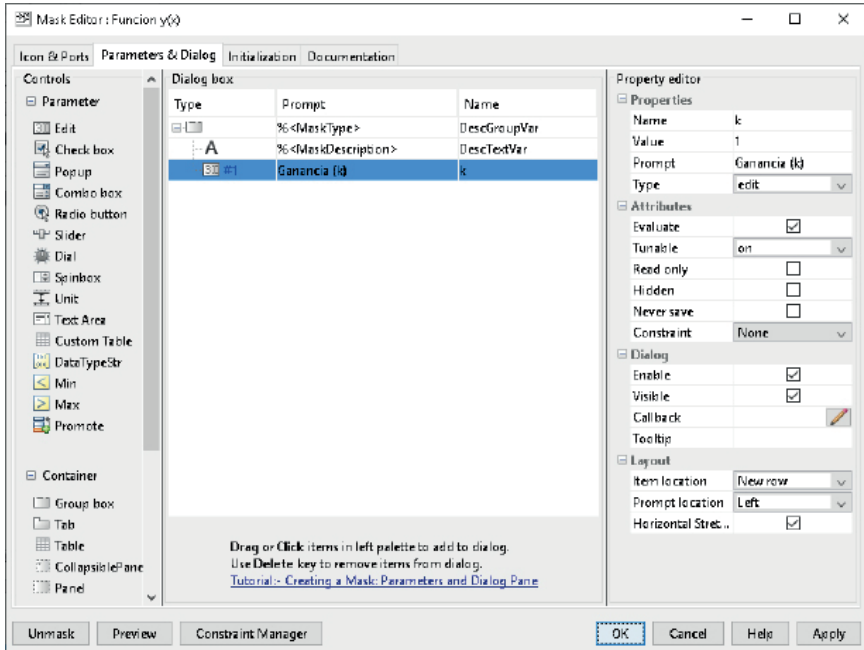 Mask Editor : Funcion y(x)
Icon & Ports Parameters & Dialog Initialization Documentation
Controls
Parameter
Edit
Check box
Popup
Combo box
Radio button
Slider
Dial
Spinbox
Unit
Text Area
Custom Table
DataTypeStr
Min
Max
Promote
Container
Group box
Tab
Table
CollapsiblePane
Panel
Dialog box
Type Prompt Name
%<MaskType> DescGroupVar
A %<MaskDescription> DescTextVar
#1 Ganancia (k) k
Drag or Click items in left palette to add to dialog.
Use Delete key to remove items from dialog.
Tutorial:- Creating a Mask: Parameters and Dialog Pane
Property editor
Properties
Name k
Value 1
Prompt Ganancia (k)
Type edit
Attributes
Evaluate
Tunable on
Read only
Hidden
Never save
Constraint None
Dialog
Enable
Visible
Callback
Tooltip
Layout
Item location New row
Prompt location Left
Horizontal Stret...
Unmask Preview Constraint Manager OK Cancel Help Apply